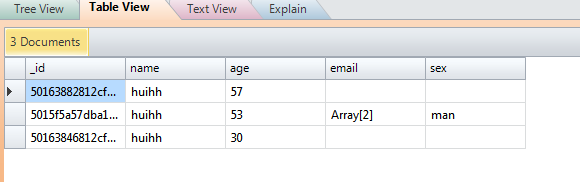 Tree View Table View Text View Explain
3 Documents
_id name age email sex
50163882812cf... huihh 57
5015f5a57dba1... huihh 53 Array[2] man
50163846812cf... huihh 30